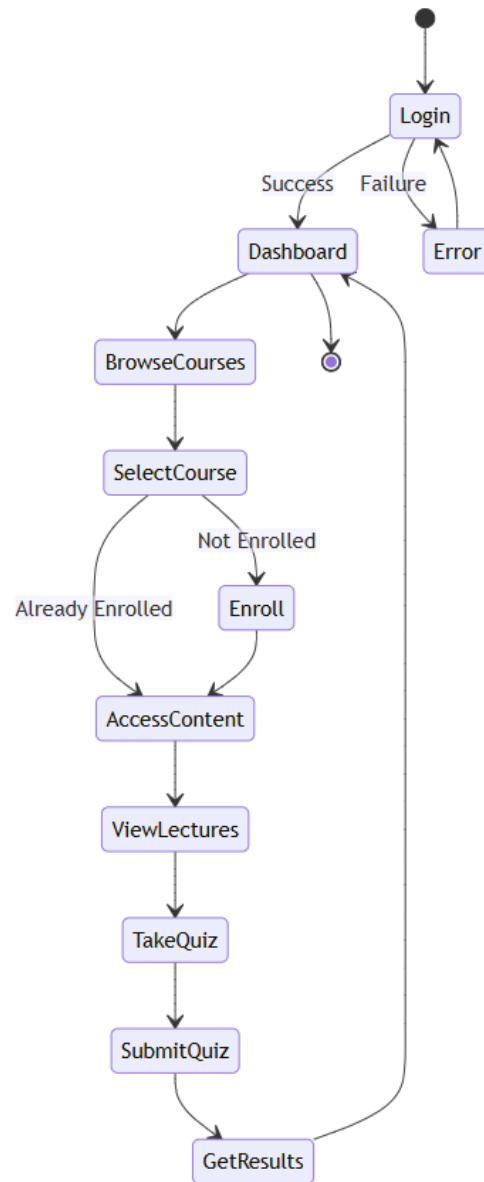 Login
Success
Failure
Dashboard
Error
BrowseCourses
SelectCourse
Not Enrolled
Already Enrolled
Enroll
AccessContent
ViewLectures
TakeQuiz
SubmitQuiz
GetResults